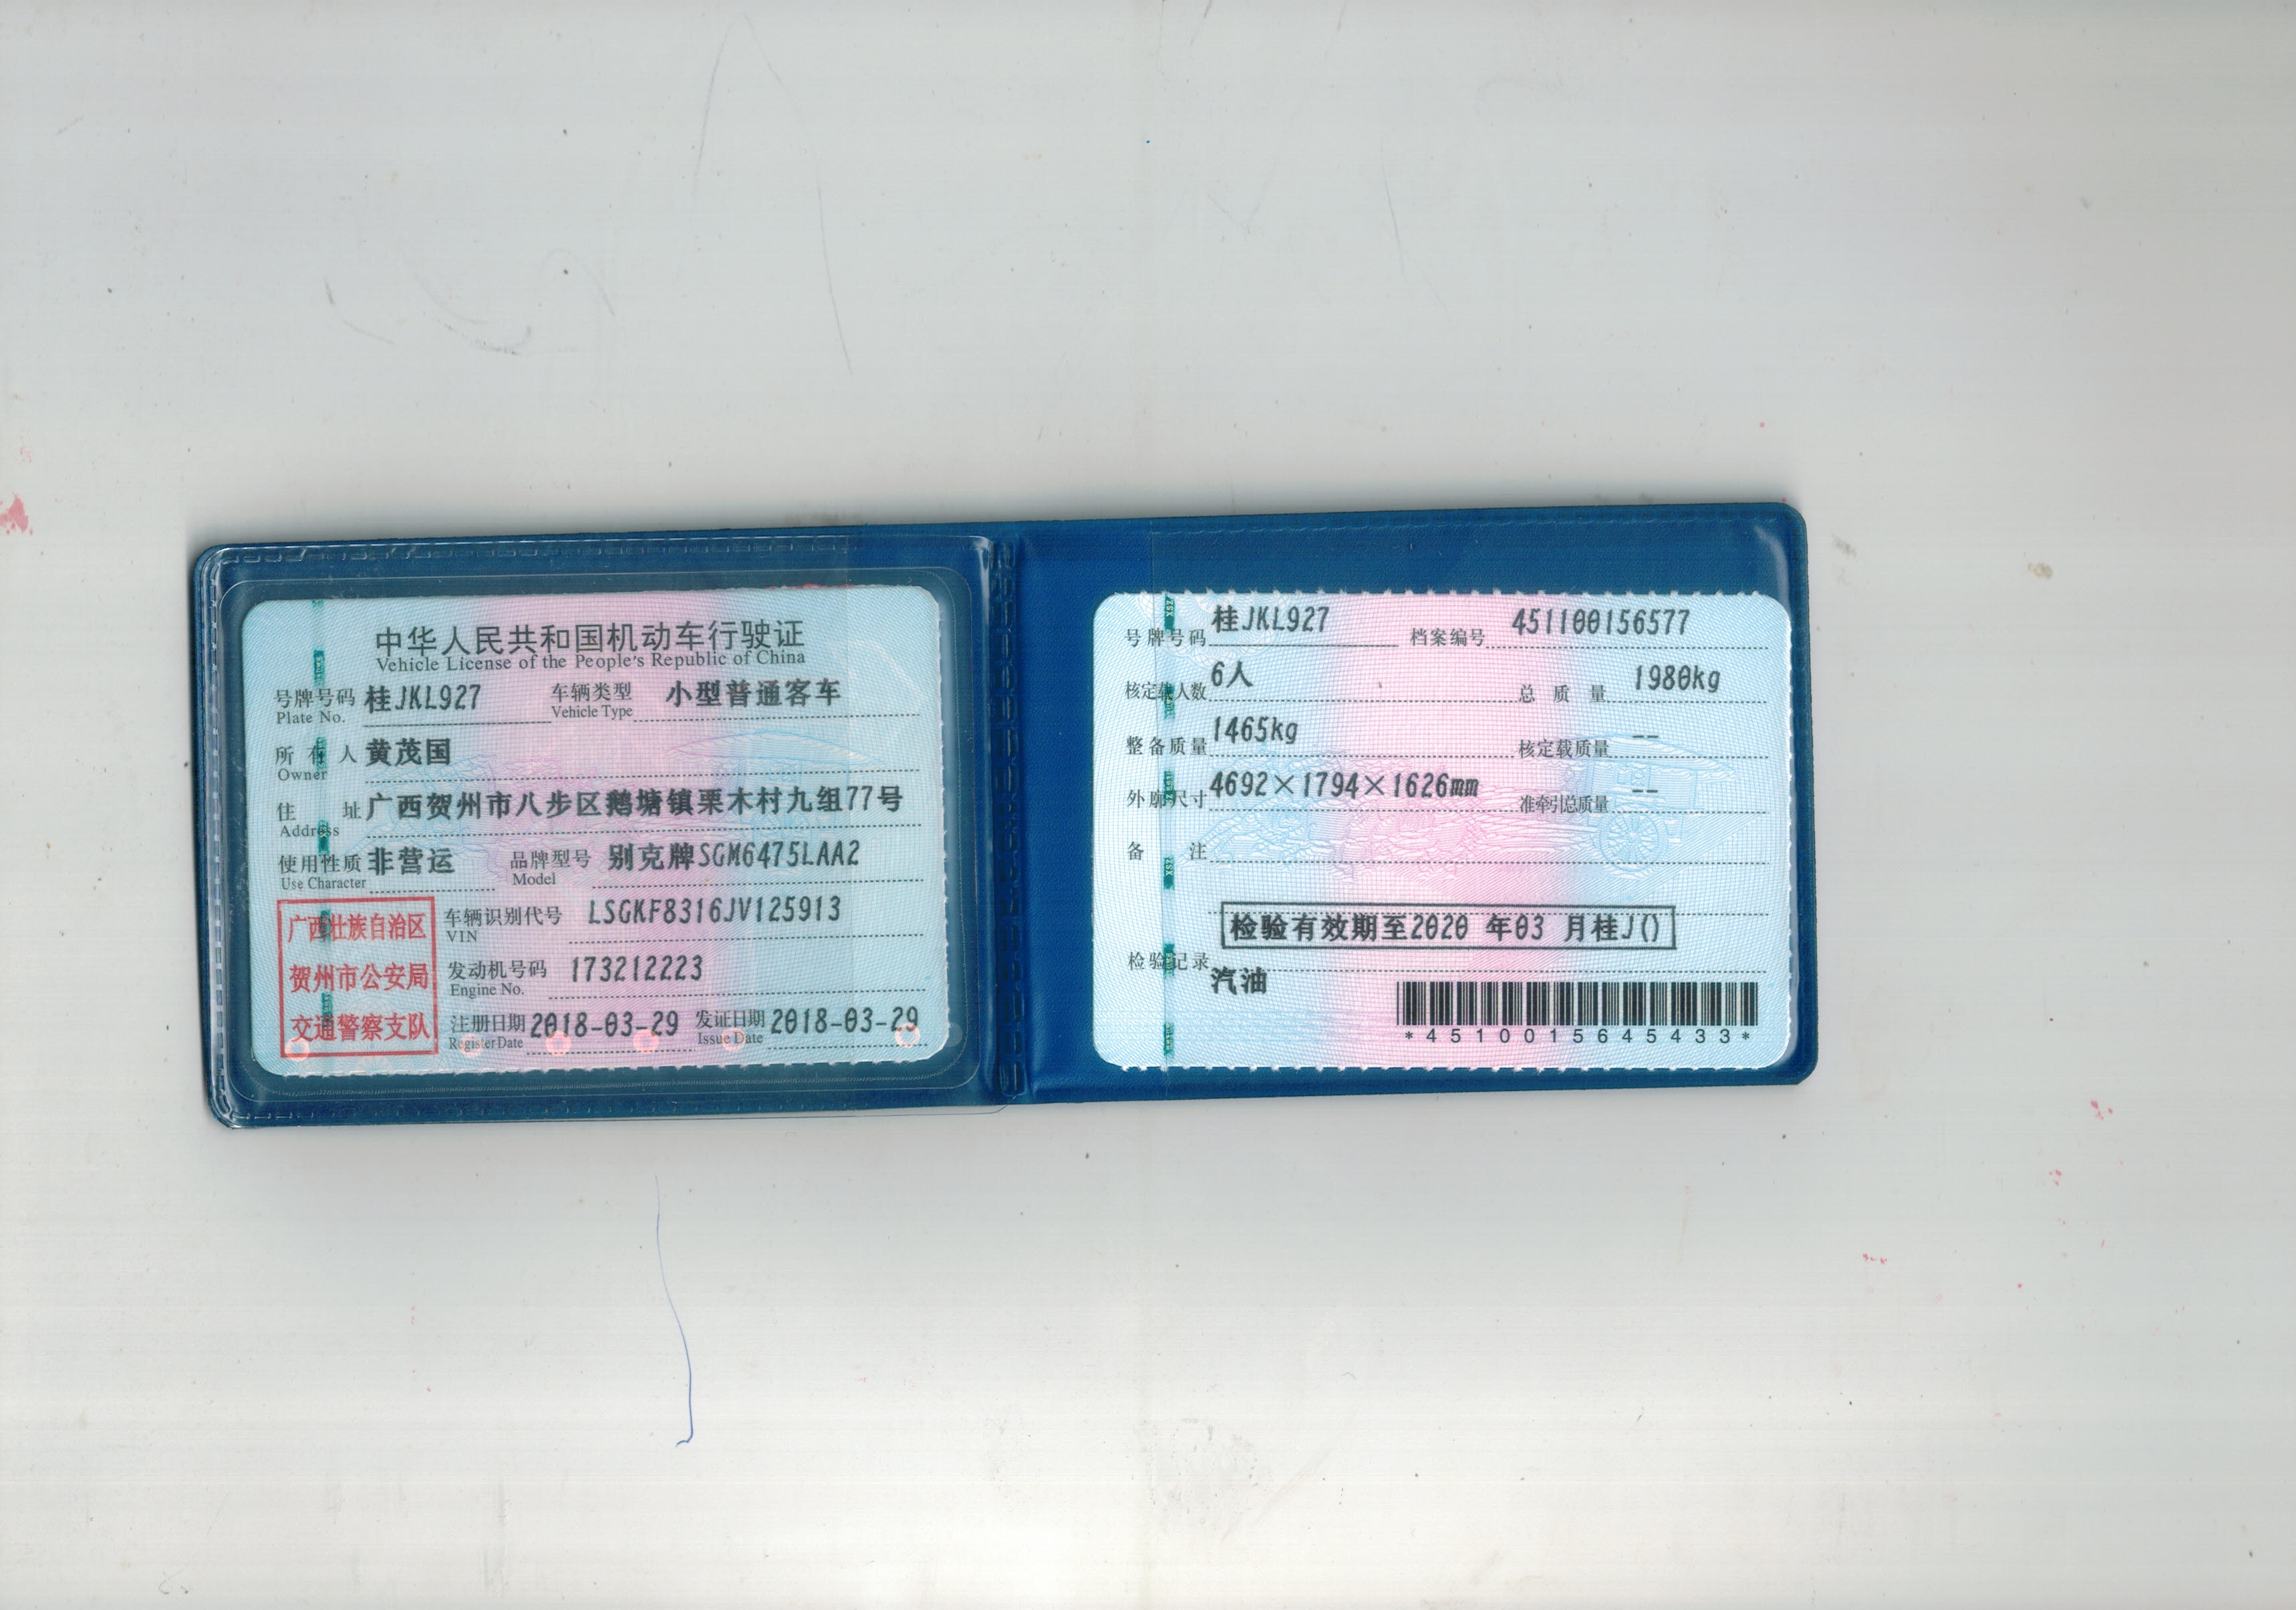 中华人民共和国机动车行驶证
Vehicle License of the People's Republic of China
号牌号码 桂JKL927 车辆类型 小型普通客车
Plate No. Vehicle Type
所有人 黄茂国
Owner
住址 广西贺州市八步区鹅塘镇栗木村九组77号
Address
使用性质 非营运 品牌型号 别克牌SGM6475LAA2
Use Character Model
广西壮族自治区
贺州市公安局
交通警察支队
车辆识别代号 LSGKF8316JV125913
VIN
发动机号码 173212223
Engine No.
注册日期 2018-03-29 发证日期 2018-03-29
Register Date Issue Date
号牌号码 桂JKL927 档案编号 451100156577
核定载人数 6人 总质量 1980kg
整备质量 1465kg 核定载质量 --
外廓尺寸 4692×1794×1626mm 准牵引总质量 --
备注
检验有效期至2020 年03 月桂J()
检验记录
汽油
*4510015645433*